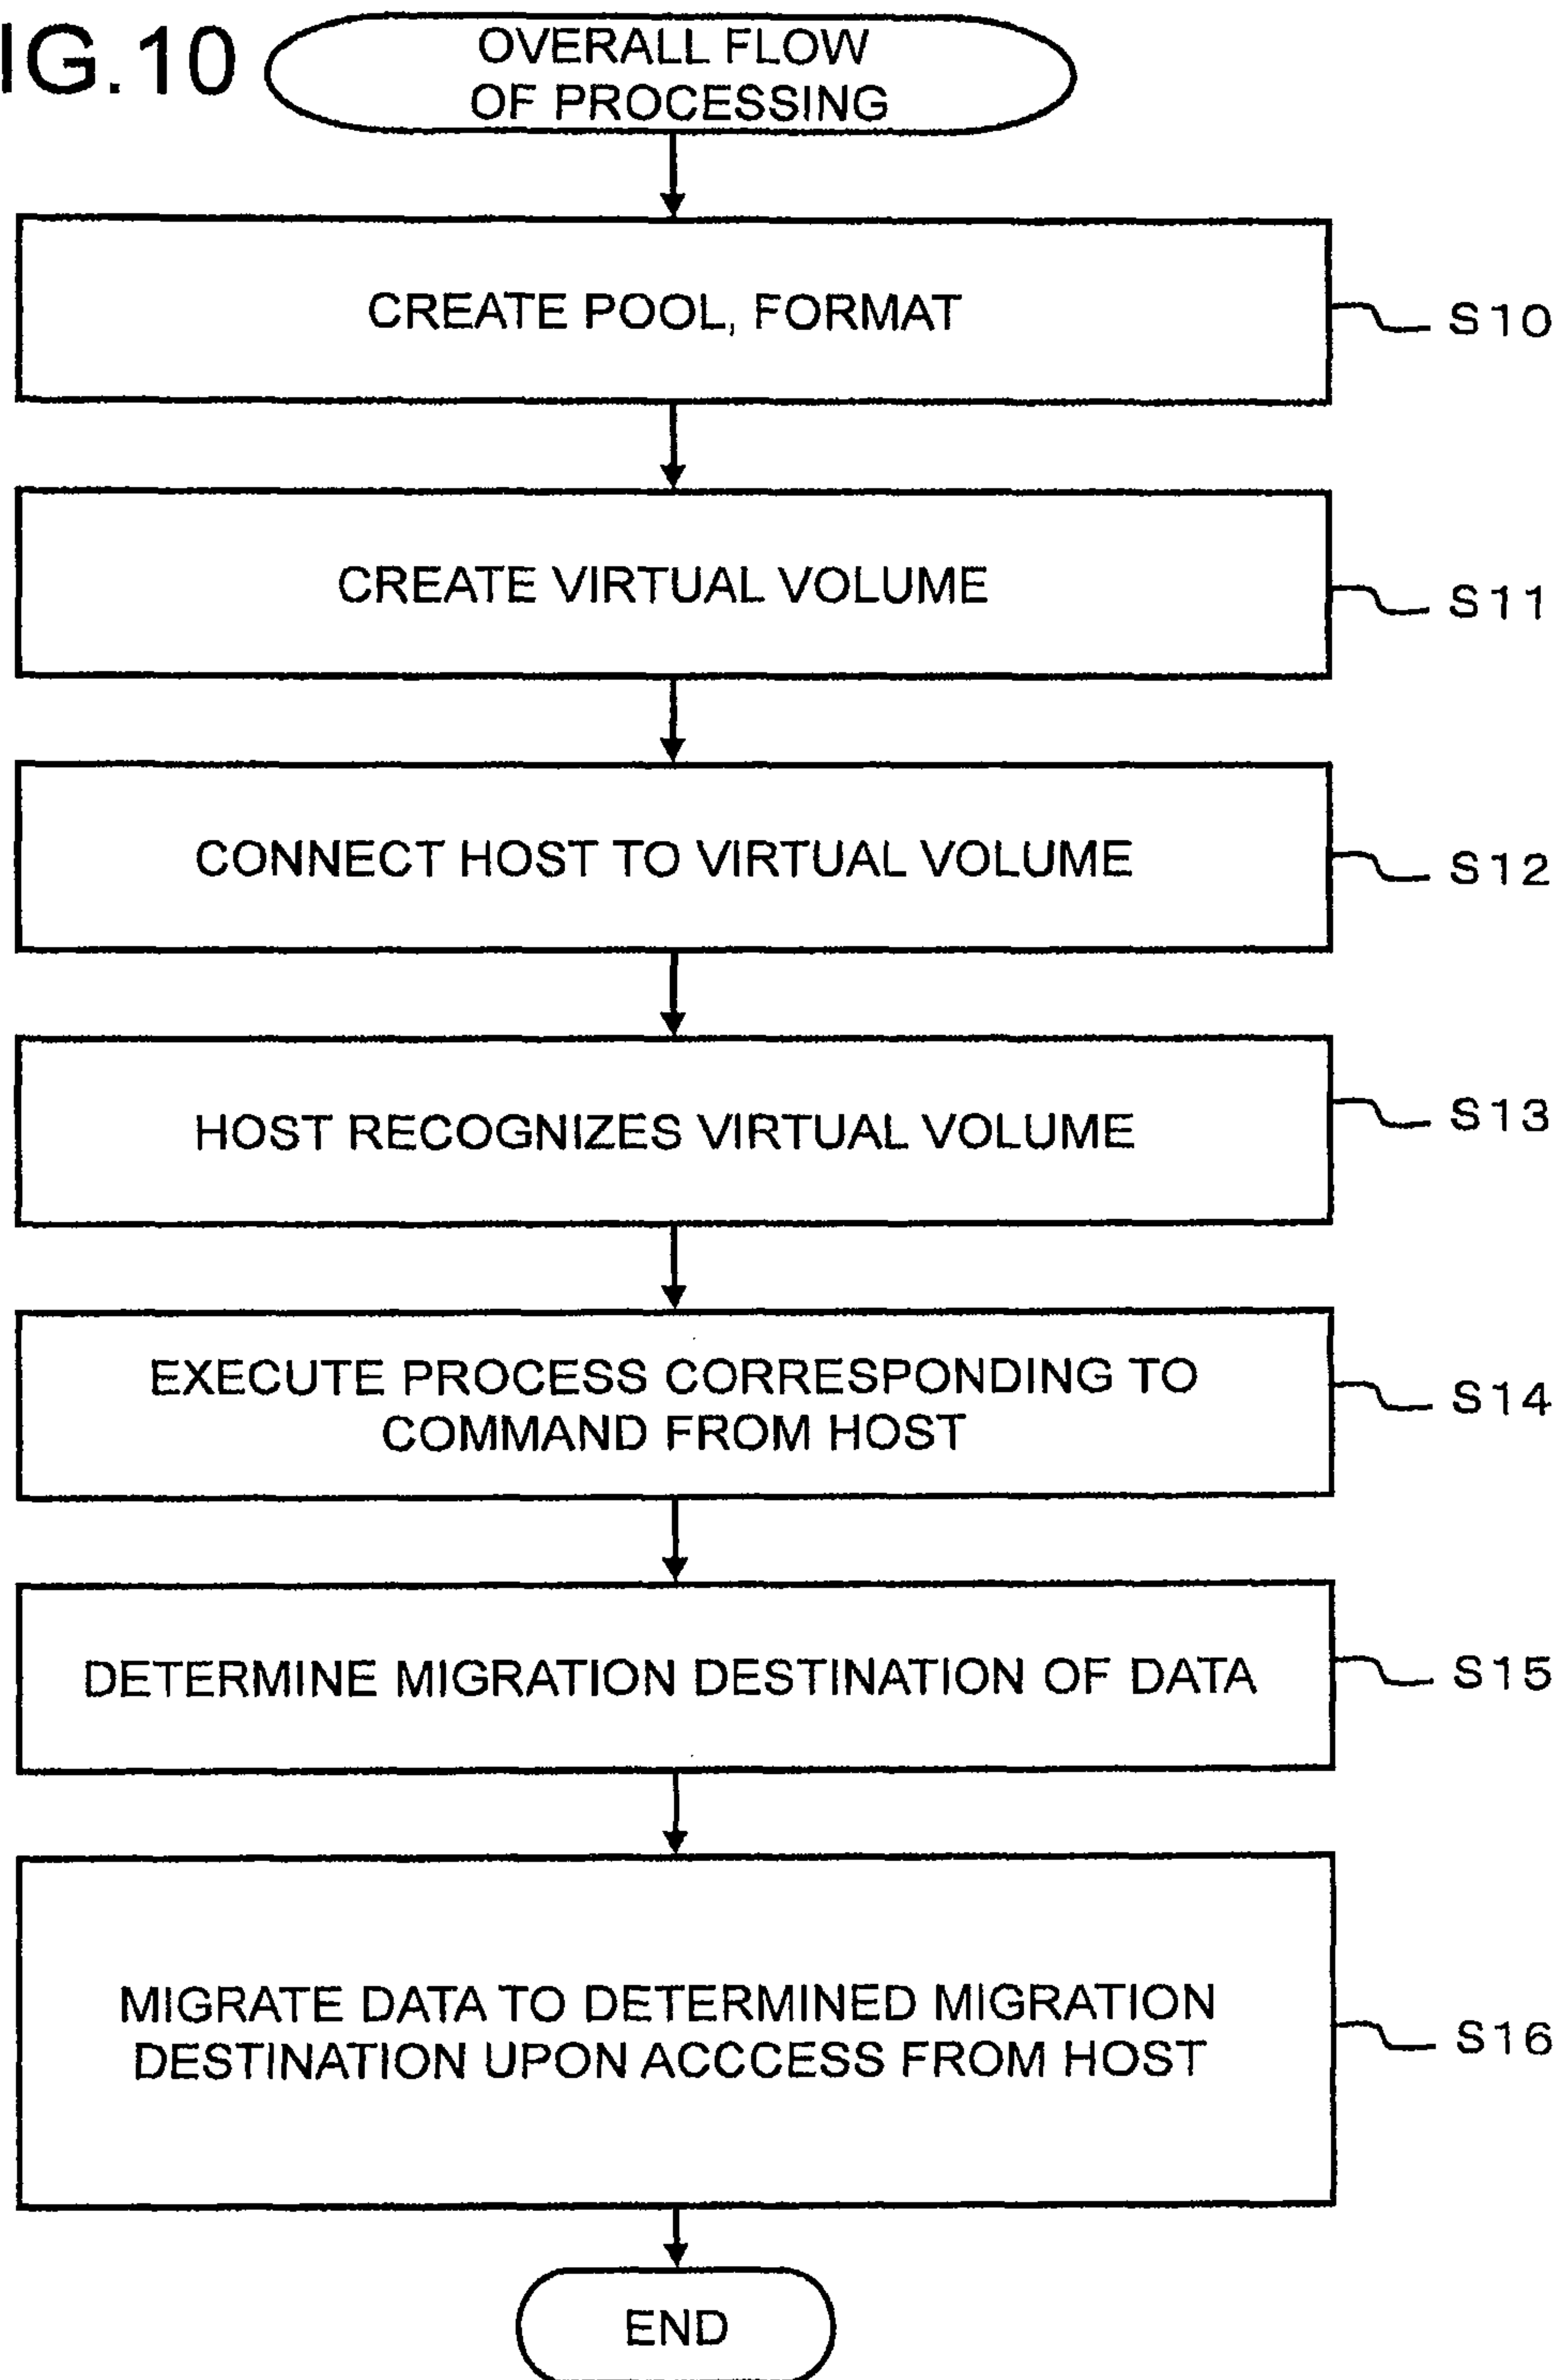 IG.10
OVERALL FLOW
OF PROCESSING
CREATE POOL, FORMAT
S10
CREATE VIRTUAL VOLUME
S11
CONNECT HOST TO VIRTUAL VOLUME
S12
HOST RECOGNIZES VIRTUAL VOLUME
S13
EXECUTE PROCESS CORRESPONDING TO
COMMAND FROM HOST
S14
DETERMINE MIGRATION DESTINATION OF DATA
S15
MIGRATE DATA TO DETERMINED MIGRATION
DESTINATION UPON ACCCESS FROM HOST
S16
END